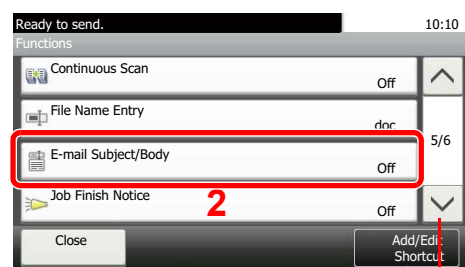 Ready to send. 10:10
Functions
Continuous Scan
Off
File Name Entry
doc
5/6
E-mail Subject/Body
Off
Job Finish Notice
2
Off
Close
Add/Edit
Shortcut